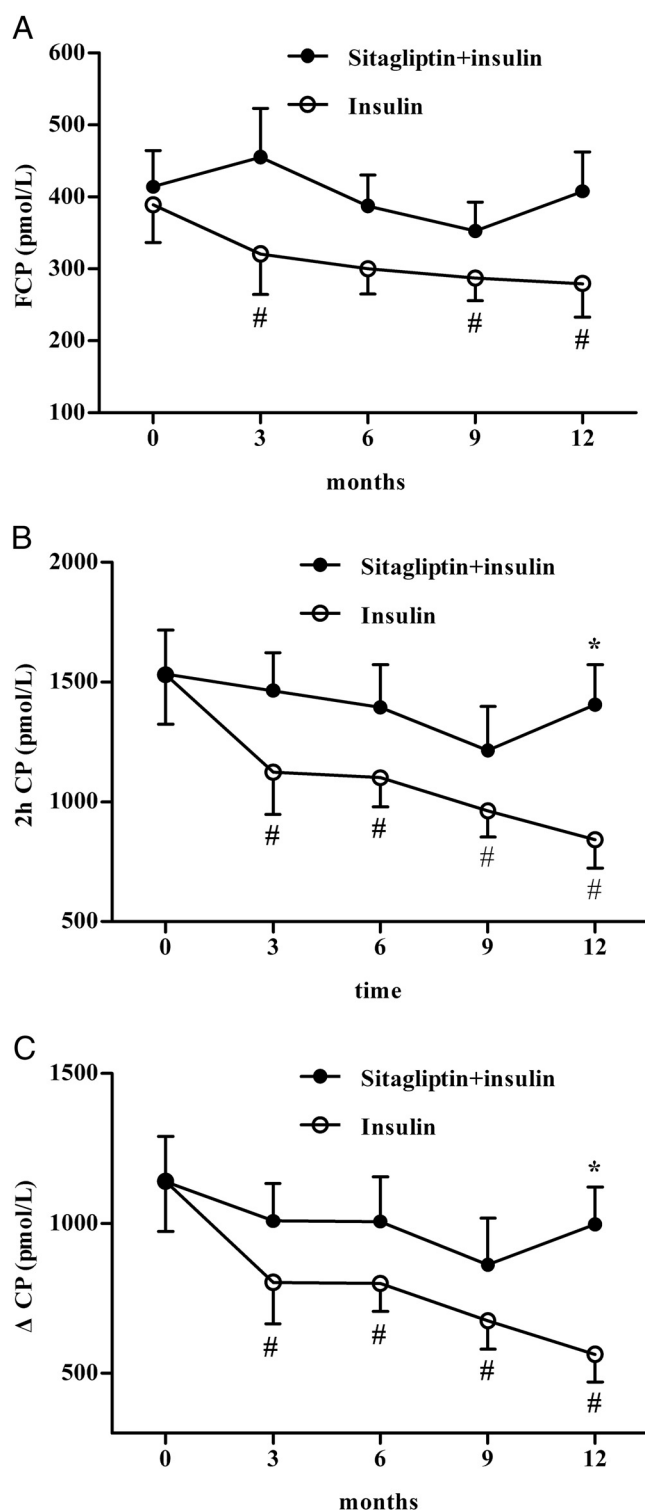 A
600
500
400
300
200
100
FCP (pmol/L)
Sitagliptin+insulin
Insulin
#
#
#
0 3 6 9 12
months
B
2000
1500
1000
500
2h CP (pmol/L)
Sitagliptin+insulin
Insulin
*
#
#
#
#
0 3 6 9 12
time
C
1500
1000
500
Δ CP (pmol/L)
Sitagliptin+insulin
Insulin
*
#
#
#
#
0 3 6 9 12
months